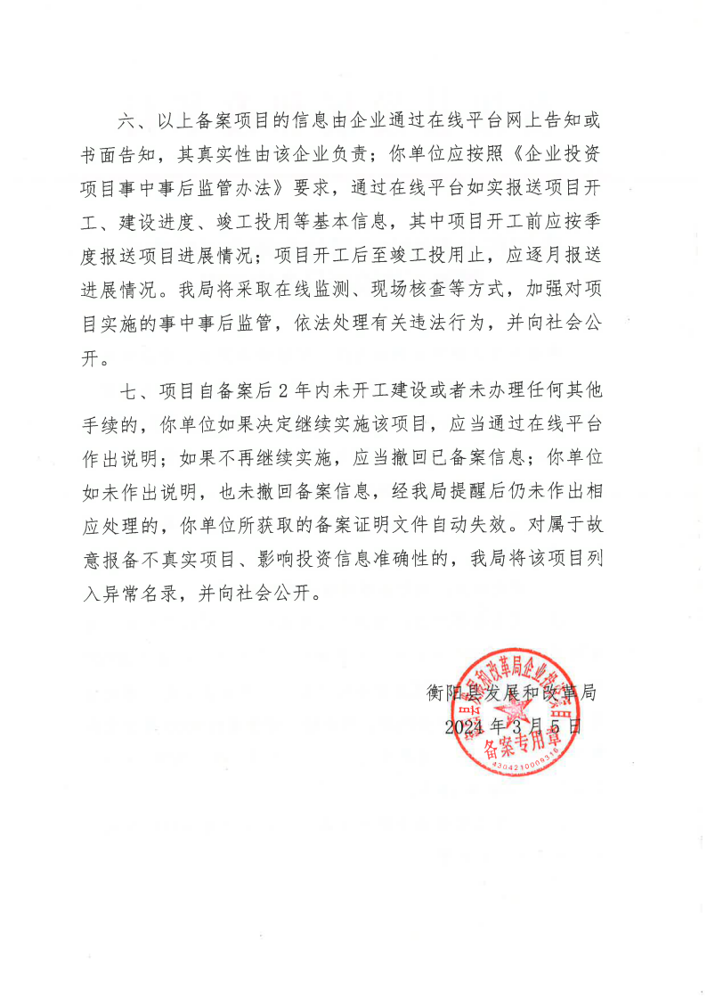 六、以上备案项目的信息由企业通过在线平台网上告知或
书面告知，其真实性由该企业负责；你单位应按照《企业投资
项目事中事后监管办法》要求，通过在线平台如实报送项目开
工、建设进度、竣工投用等基本信息，其中项目开工前应按季
度报送项目进展情况；项目开工后至竣工投用止，应逐月报送
进展情况。我局将采取在线监测、现场核查等方式，加强对项
目实施的事中事后监管，依法处理有关违法行为，并向社会公
开。
七、项目自备案后2年内未开工建设或者未办理任何其他
手续的，你单位如果决定继续实施该项目，应当通过在线平台
作出说明；如果不再继续实施，应当撤回已备案信息；你单位
如未作出说明，也未撤回备案信息，经我局提醒后仍未作出相
应处理的，你单位所获取的备案证明文件自动失效。对属于故
意报备不真实项目、影响投资信息准确性的，我局将该项目列
入异常名录，并向社会公开。
衡阳县发展和改革局
2024年3月5日
衡阳县发展和改革局企业投资项目
备案专用章
4304210009316